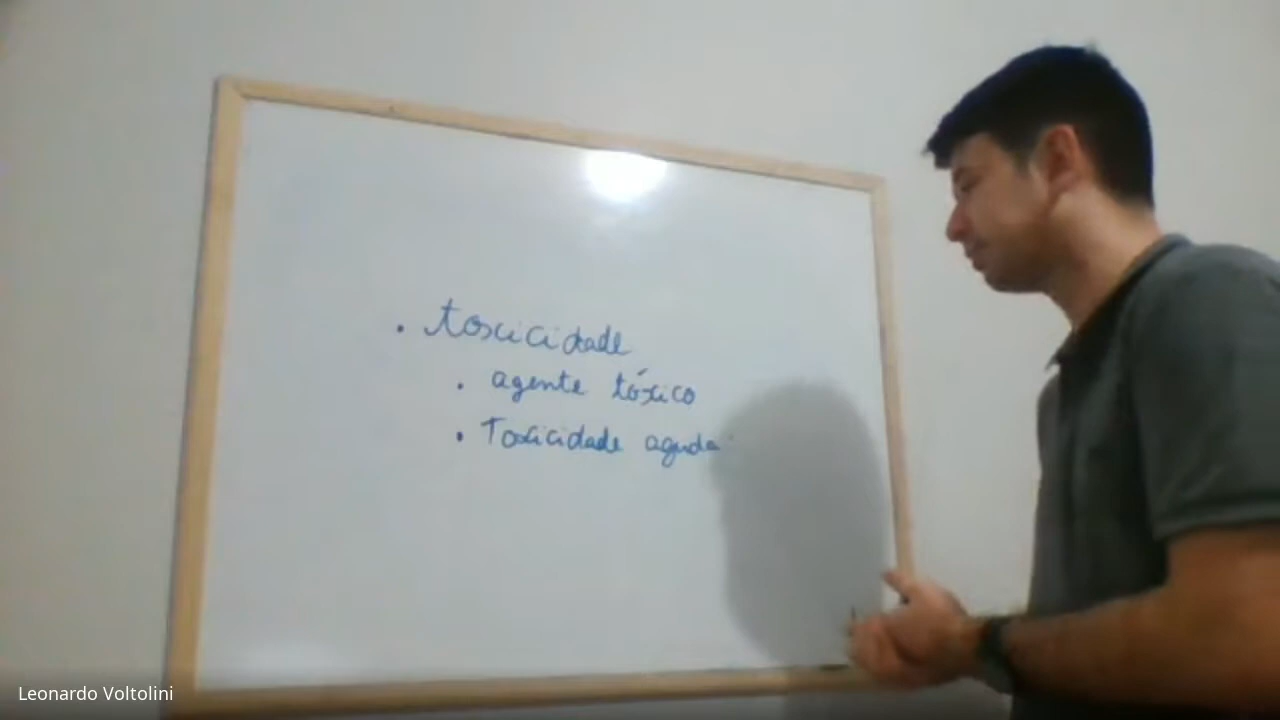 . toxicidade
. agente tóxico
. Toxicidade aguda
Leonardo Voltolini